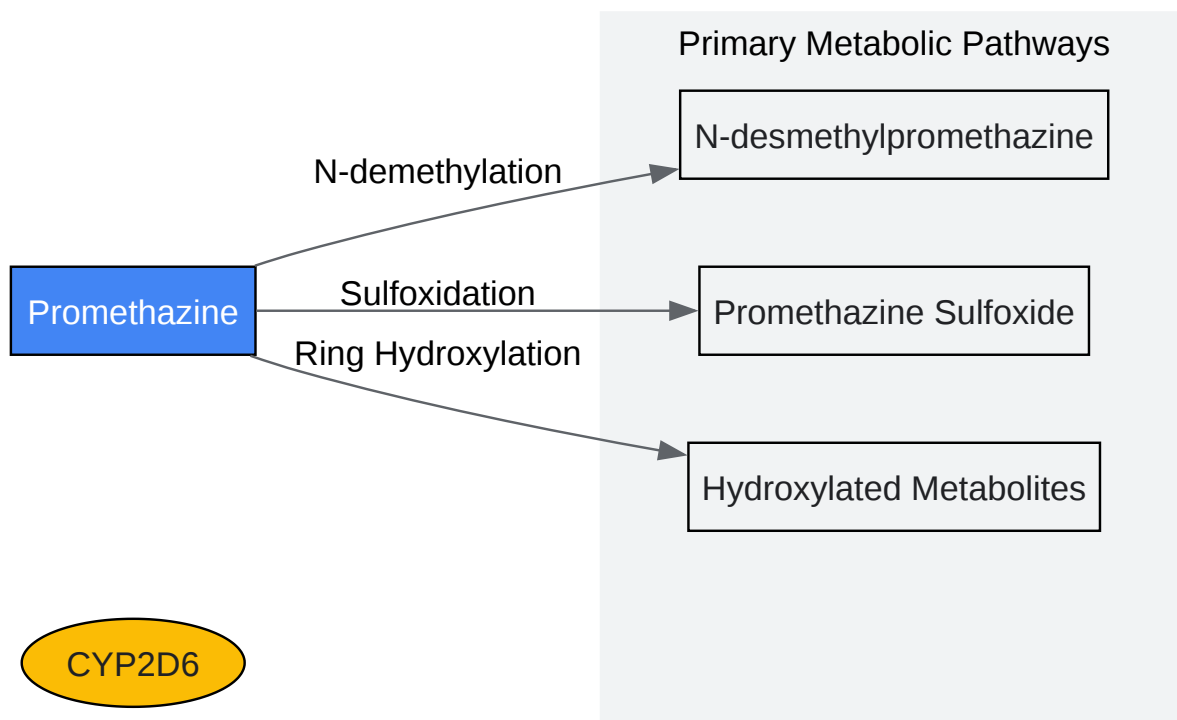 Primary Metabolic Pathways
N-desmethylpromethazine
N-demethylation
Promethazine
Sulfoxidation
Promethazine Sulfoxide
Ring Hydroxylation
Hydroxylated Metabolites
CYP2D6